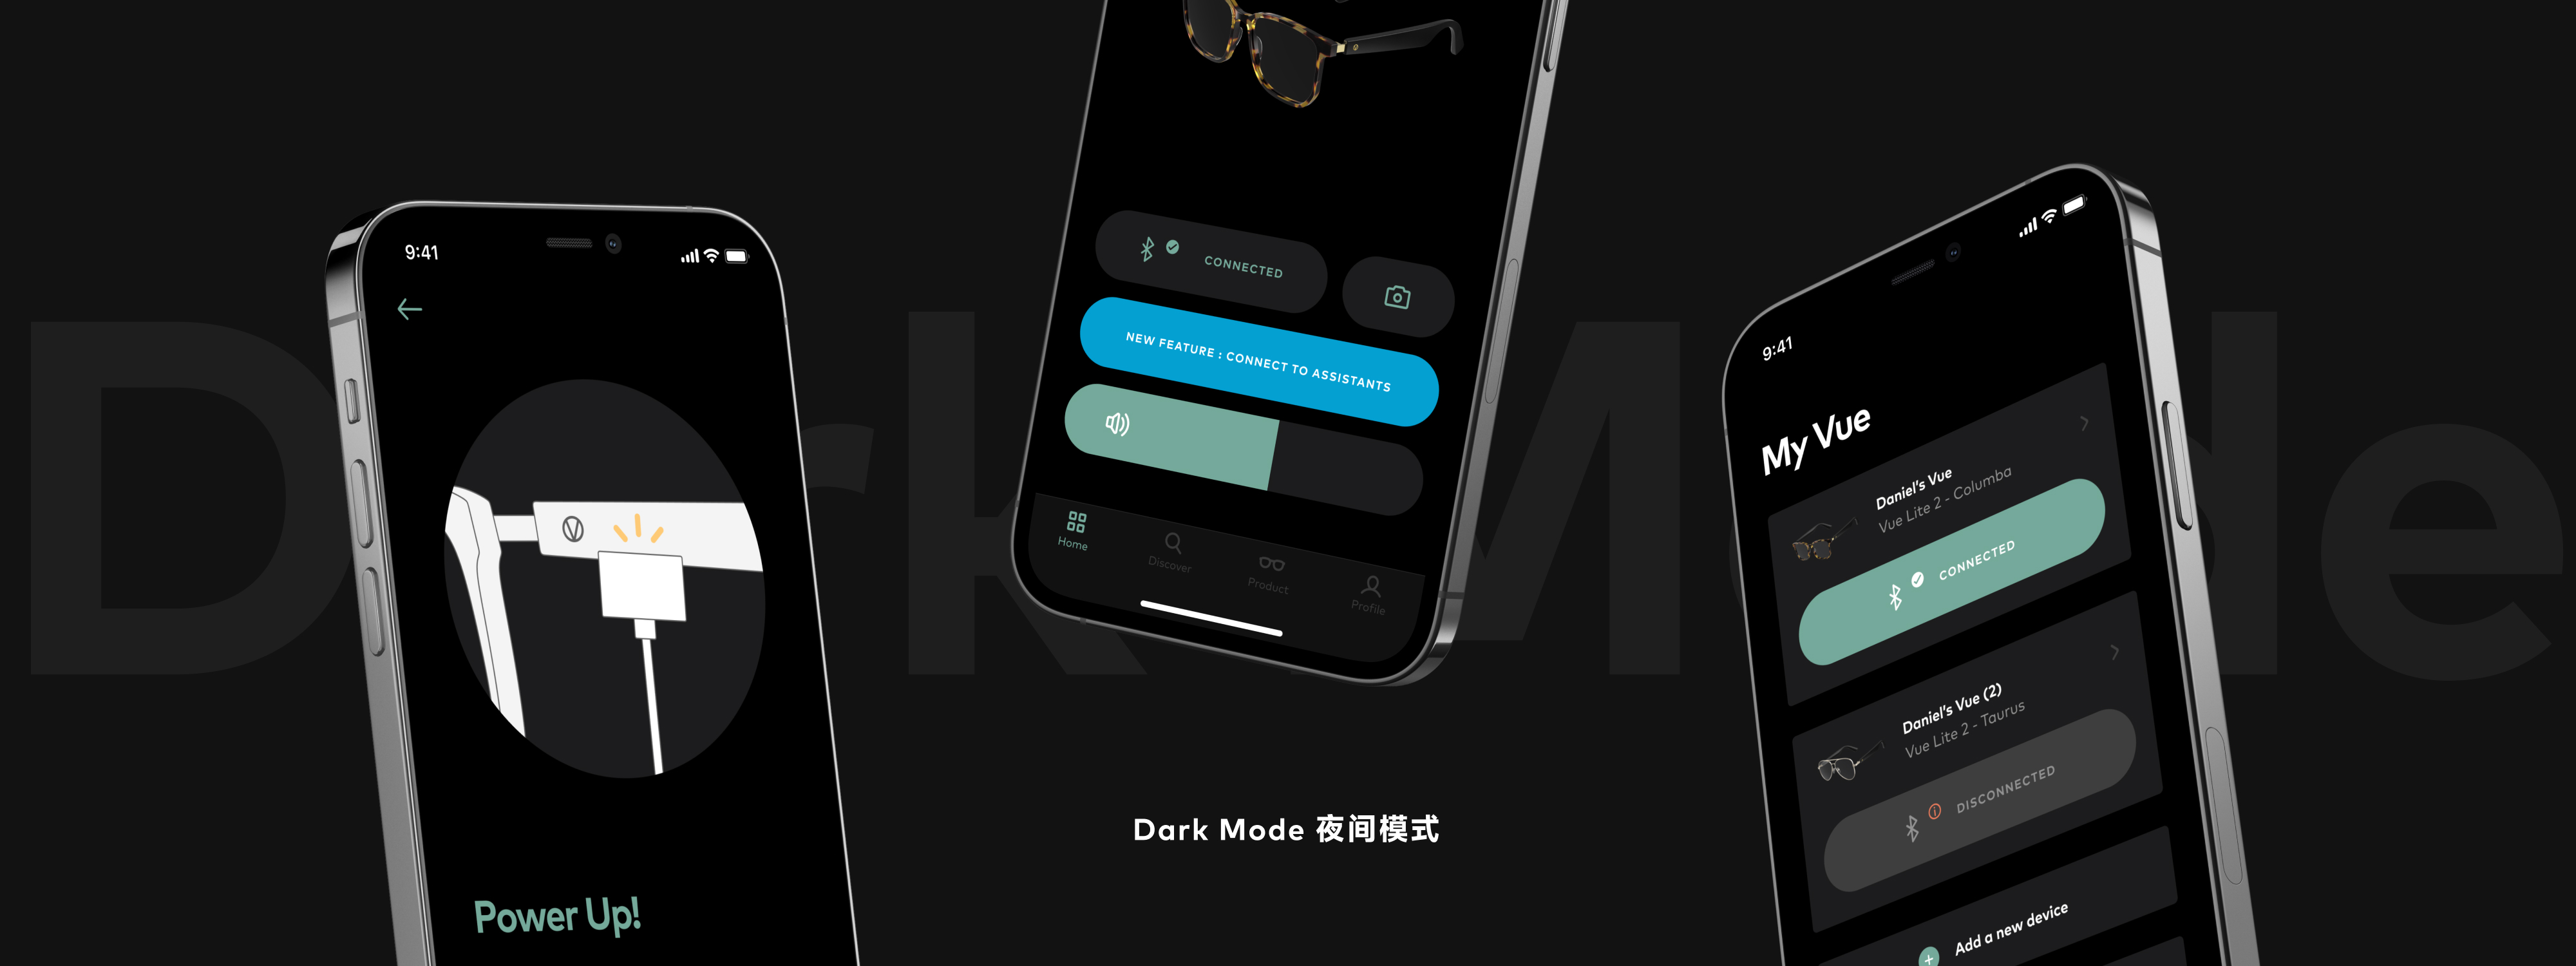 Dark Mode
9:41
Power Up!
CONNECTED
NEW FEATURE : CONNECT TO ASSISTANTS
Home
Discover
Product
Profile
Dark Mode 夜间模式
9:41
My Vue
Daniel's Vue
Vue Lite 2 - Columba
CONNECTED
Daniel's Vue (2)
Vue Lite 2 - Taurus
DISCONNECTED
Add a new device